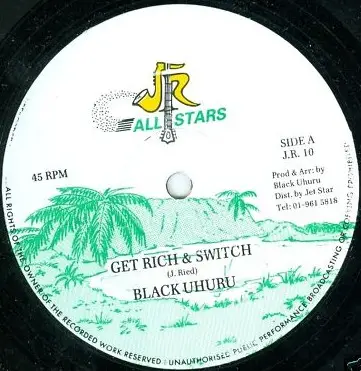 JR
ALL STARS
SIDE A
J.R. 10
45 RPM
Prod & Arr: by
Black Uhuru
Dist. by Jet Star
Tel: 01-961 5818
GET RICH & SWITCH
(J. Ried)
BLACK UHURU
ALL RIGHTS OF THE OWNER OF THE RECORDED WORK RESERVED : UNAUTHORISED PUBLIC PERFORMANCE BROADCASTING OR COPYING